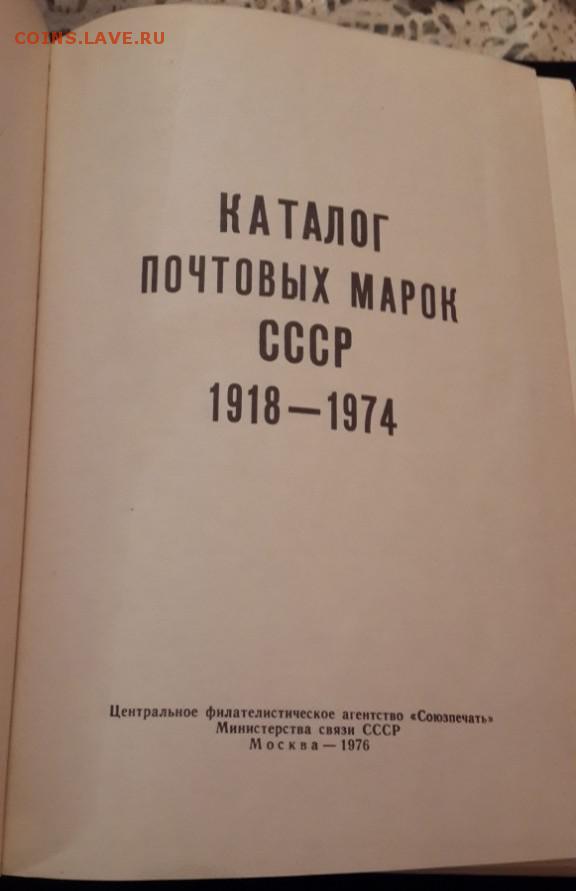 COINS.LAVE.RU
КАТАЛОГ
ПОЧТОВЫХ МАРОК
СССР
1918—1974
Центральное филателистическое агентство «Союзпечать»
Министерства связи СССР
Москва — 1976